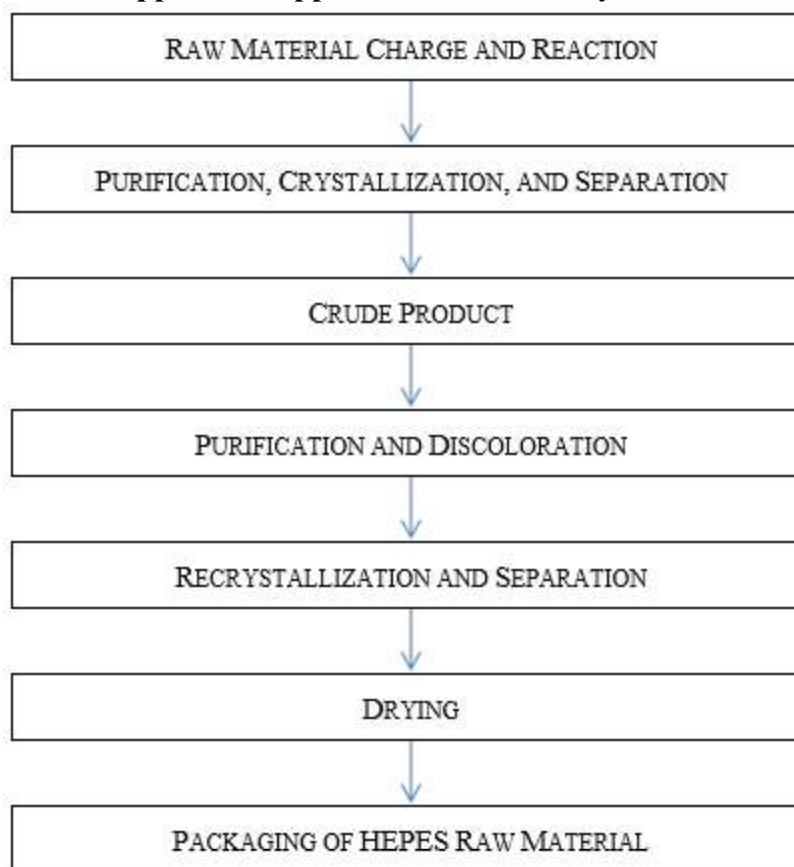 RAW MATERIAL CHARGE AND REACTION
PURIFICATION, CRYSTALLIZATION, AND SEPARATION
CRUDE PRODUCT
PURIFICATION AND DISCOLORATION
RECRYSTALLIZATION AND SEPARATION
DRYING
PACKAGING OF HEPES RAW MATERIAL